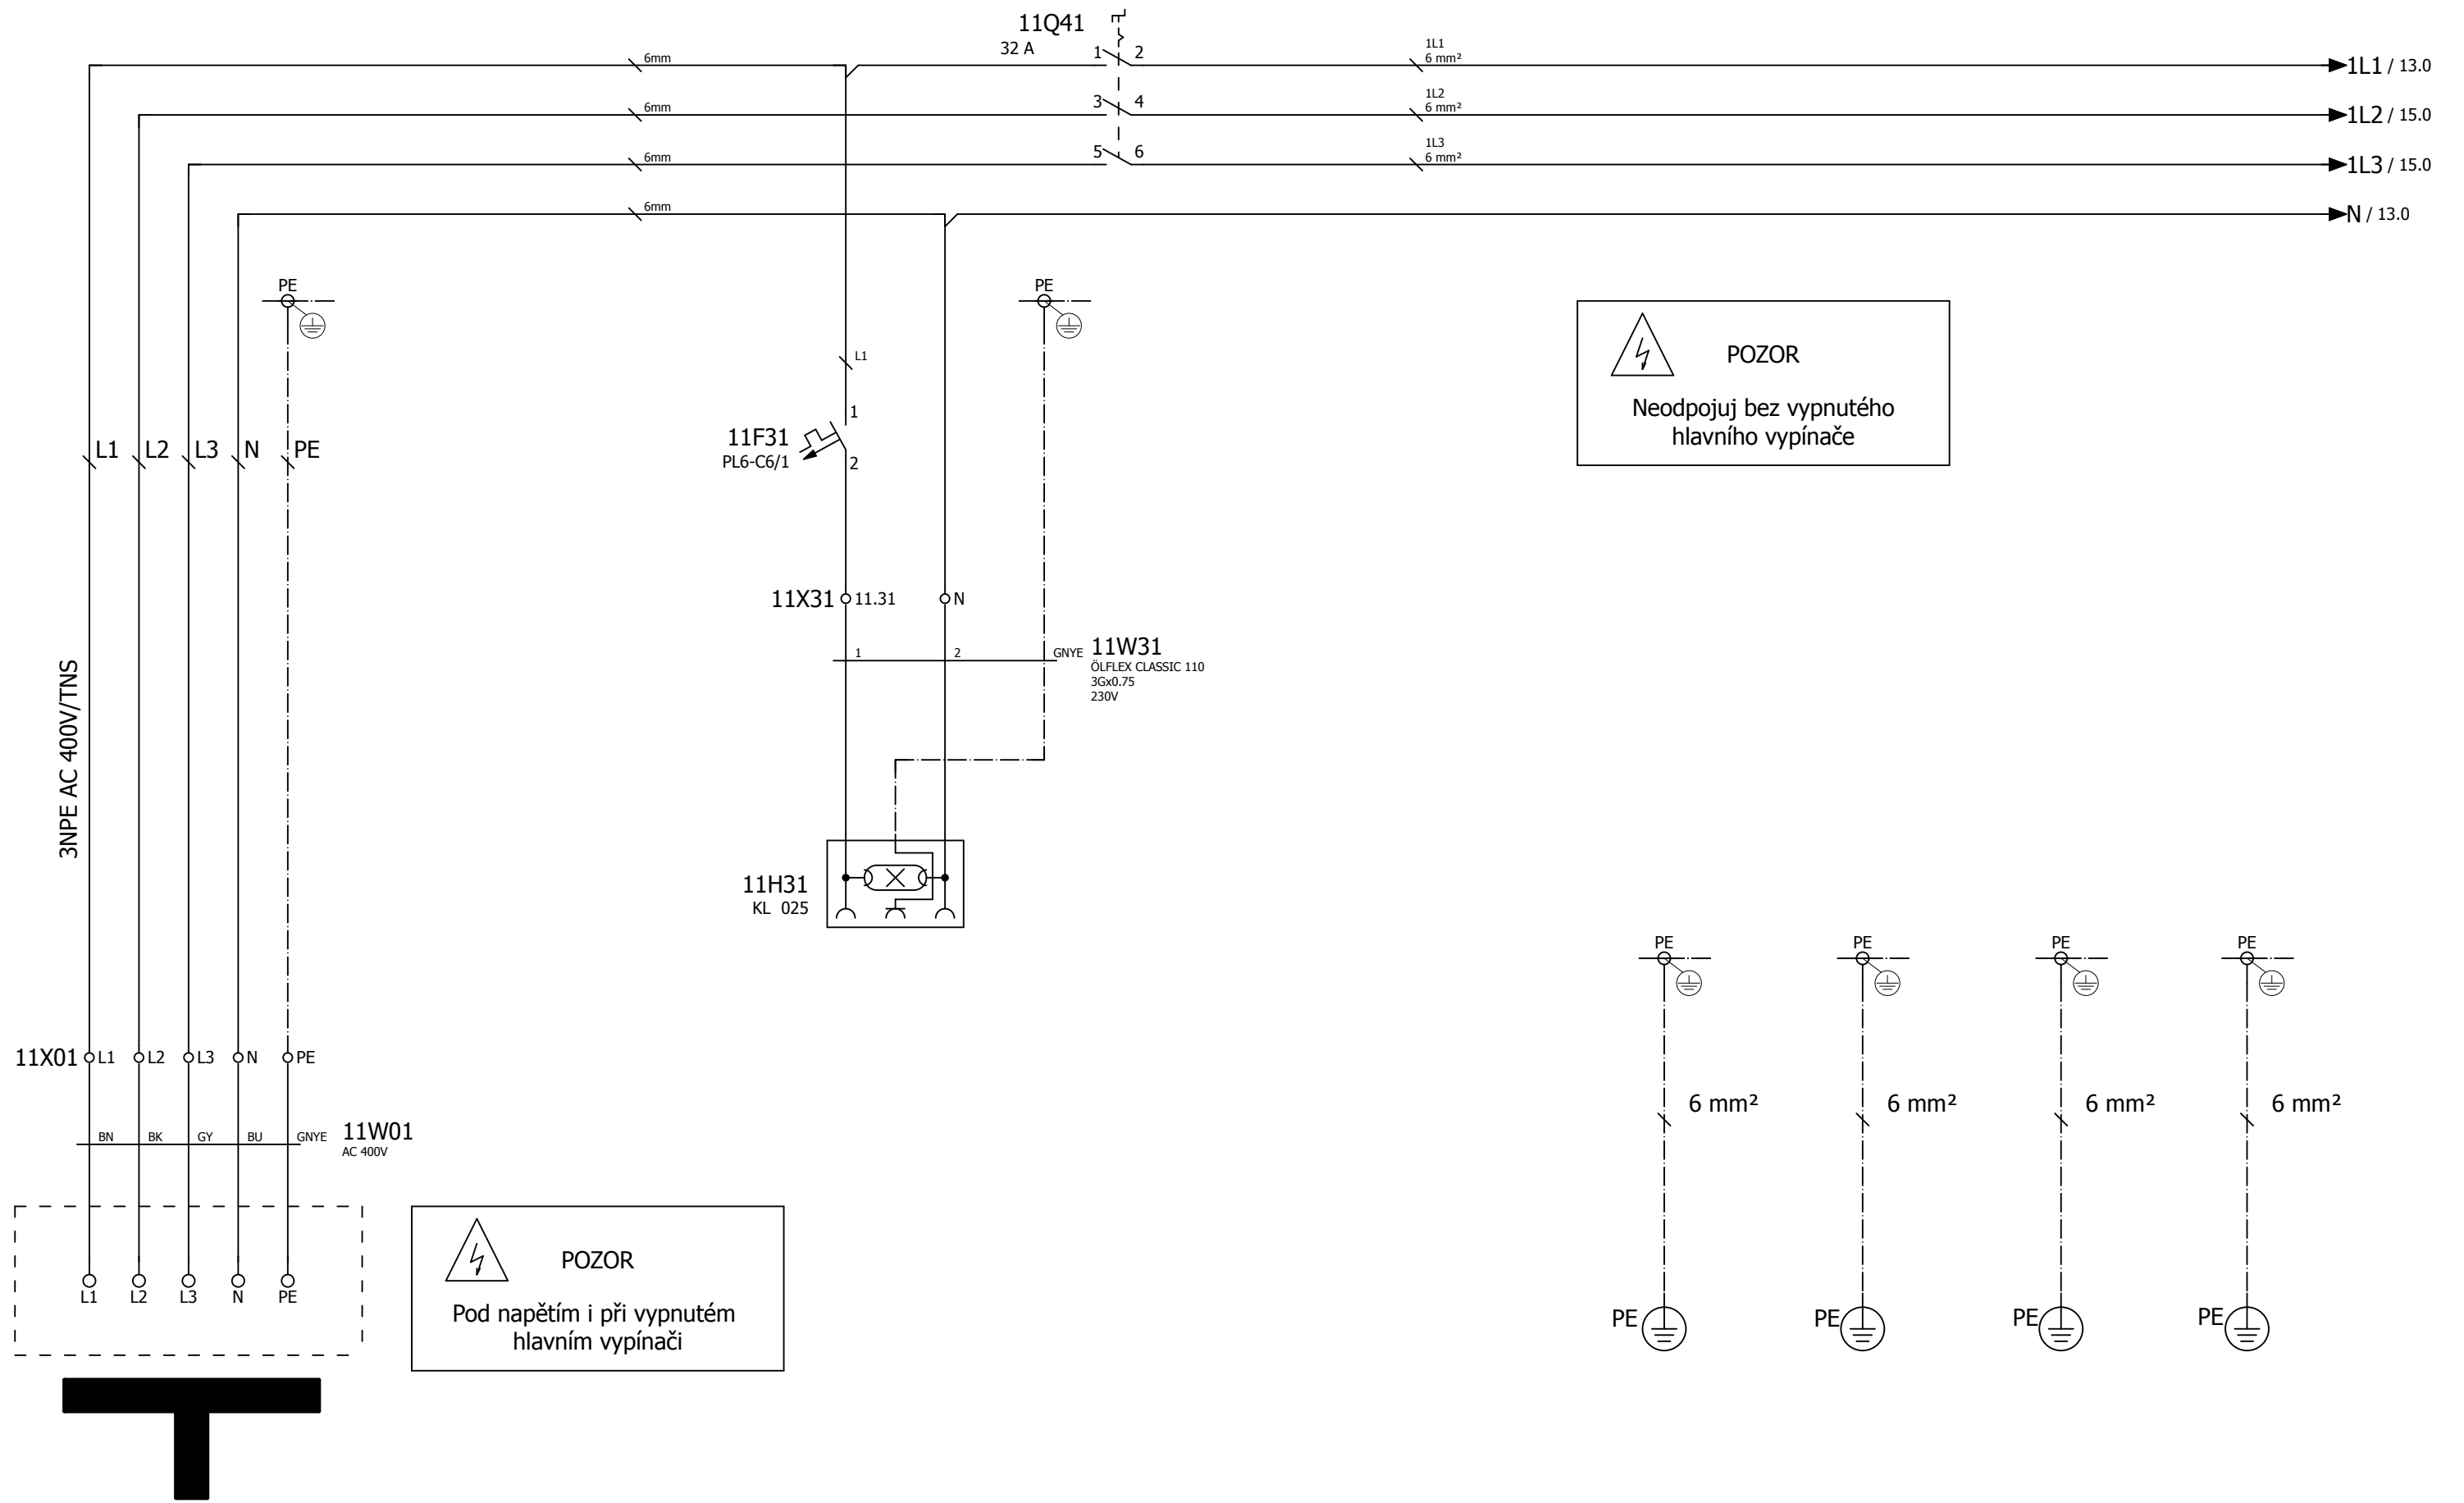 11Q41
32 A
1 2
6mm
1L1
6 mm²
1L1 / 13.0
6mm
3 4
1L2
6 mm²
1L2 / 15.0
6mm
5 6
1L3
6 mm²
1L3 / 15.0
6mm
N / 13.0
PE
PE
L1
POZOR
Neodpojuj bez vypnutého
hlavního vypínače
L1 L2 L3 N PE
1
11F31
PL6-C6/1
2
11X31 11.31 N
1 2 GNYE
11W31
ÖLFLEX CLASSIC 110
3Gx0.75
230V
3NPE AC 400V/TNS
11H31
KL 025
PE PE PE PE
11X01 L1 L2 L3 N PE
6 mm² 6 mm² 6 mm² 6 mm²
BN BK GY BU GNYE
11W01
AC 400V
L1 L2 L3 N PE
POZOR
Pod napětím i při vypnutém
hlavním vypínači
PE PE PE PE